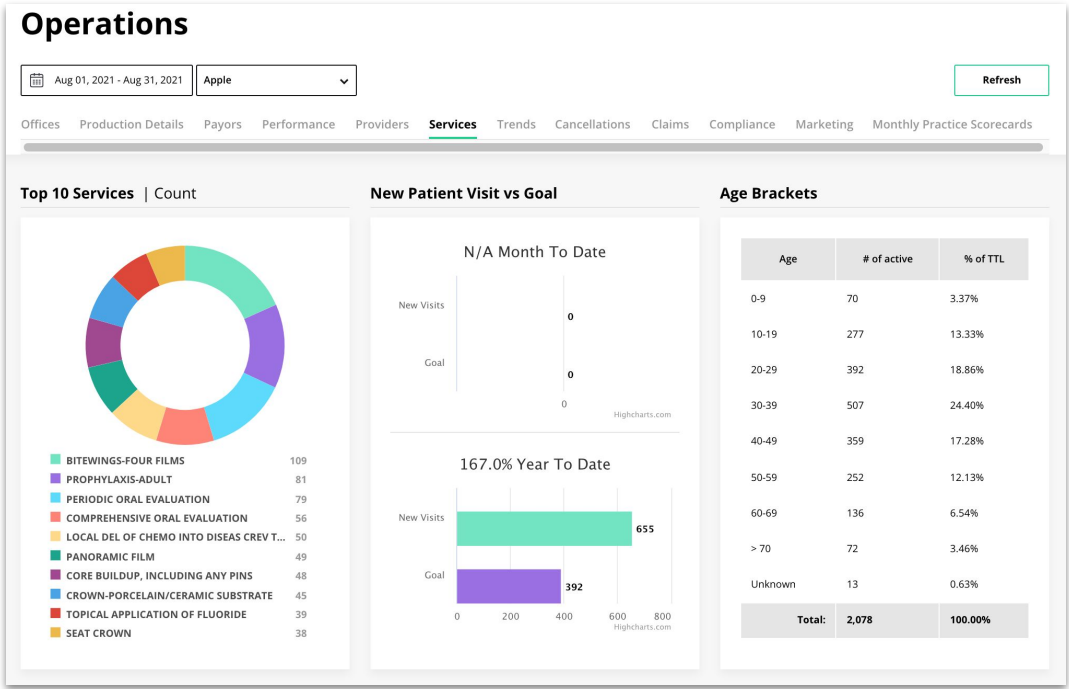 Operations
Aug 01, 2021 - Aug 31, 2021 Apple Refresh
Offices Production Details Payors Performance Providers Services Trends Cancellations Claims Compliance Marketing Monthly Practice Scorecards
Top 10 Services | Count
BITEWINGS-FOUR FILMS 109
PROPHYLAXIS-ADULT 81
PERIODIC ORAL EVALUATION 79
COMPREHENSIVE ORAL EVALUATION 56
LOCAL DEL OF CHEMO INTO DISEAS CREV T... 50
PANORAMIC FILM 49
CORE BUILDUP, INCLUDING ANY PINS 48
CROWN-PORCELAIN/CERAMIC SUBSTRATE 45
TOPICAL APPLICATION OF FLUORIDE 39
SEAT CROWN 38
New Patient Visit vs Goal
N/A Month To Date
New Visits 0
Goal 0
0
Highcharts.com
167.0% Year To Date
New Visits 655
Goal 392
0 200 400 600 800
Highcharts.com
Age Brackets
Age # of active % of TTL
0-9 70 3.37%
10-19 277 13.33%
20-29 392 18.86%
30-39 507 24.40%
40-49 359 17.28%
50-59 252 12.13%
60-69 136 6.54%
> 70 72 3.46%
Unknown 13 0.63%
Total: 2,078 100.00%